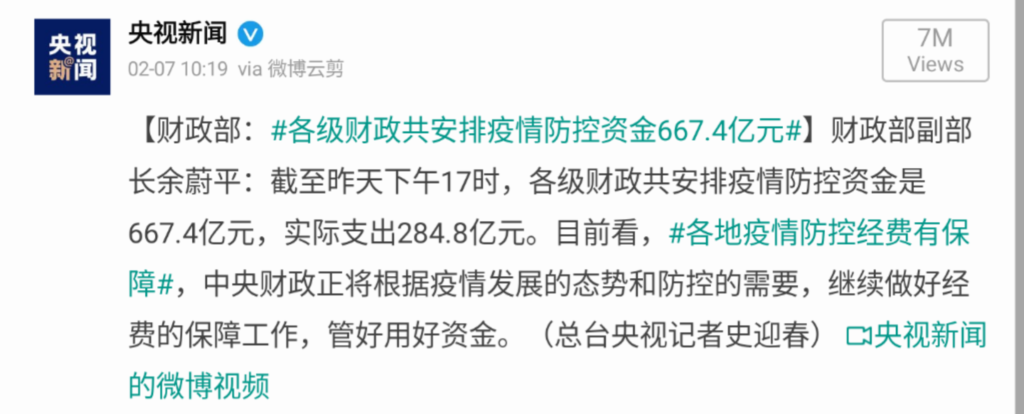 央视新闻
央视
新闻
02-07 10:19 via 微博云剪
7M
Views
【财政部：#各级财政共安排疫情防控资金667.4亿元#】财政部副部
长余蔚平：截至昨天下午17时，各级财政共安排疫情防控资金是
667.4亿元，实际支出284.8亿元。目前看，#各地疫情防控经费有保
障#，中央财政正将根据疫情发展的态势和防控的需要，继续做好经
费的保障工作，管好用好资金。（总台央视记者史迎春） 央视新闻
的微博视频